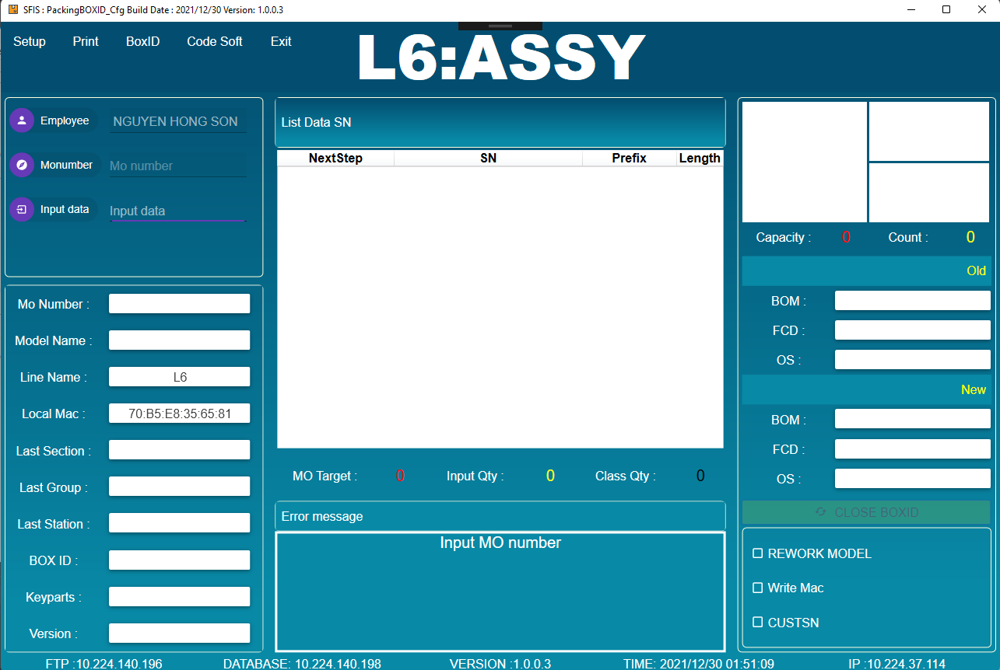 SFIS : PackingBOXID_Cfg Build Date : 2021/12/30 Version: 1.0.0.3
Setup Print BoxID Code Soft Exit
L6:ASSY
Employee NGUYEN HONG SON
Monumber Mo number
Input data Input data
Mo Number :
Model Name :
Line Name : L6
Local Mac : 70:B5:E8:35:65:81
Last Section :
Last Group :
Last Station :
BOX ID :
Keyparts :
Version :
List Data SN
NextStep SN Prefix Length
MO Target : 0 Input Qty : 0 Class Qty : 0
Error message
Input MO number
Capacity : 0 Count : 0
Old
BOM :
FCD :
OS :
New
BOM :
FCD :
OS :
CLOSE BOXID
REWORK MODEL
Write Mac
CUSTSN
FTP :10.224.140.196 DATABASE: 10.224.140.198 VERSION :1.0.0.3 TIME: 2021/12/30 01:51:09 IP :10.224.37.114